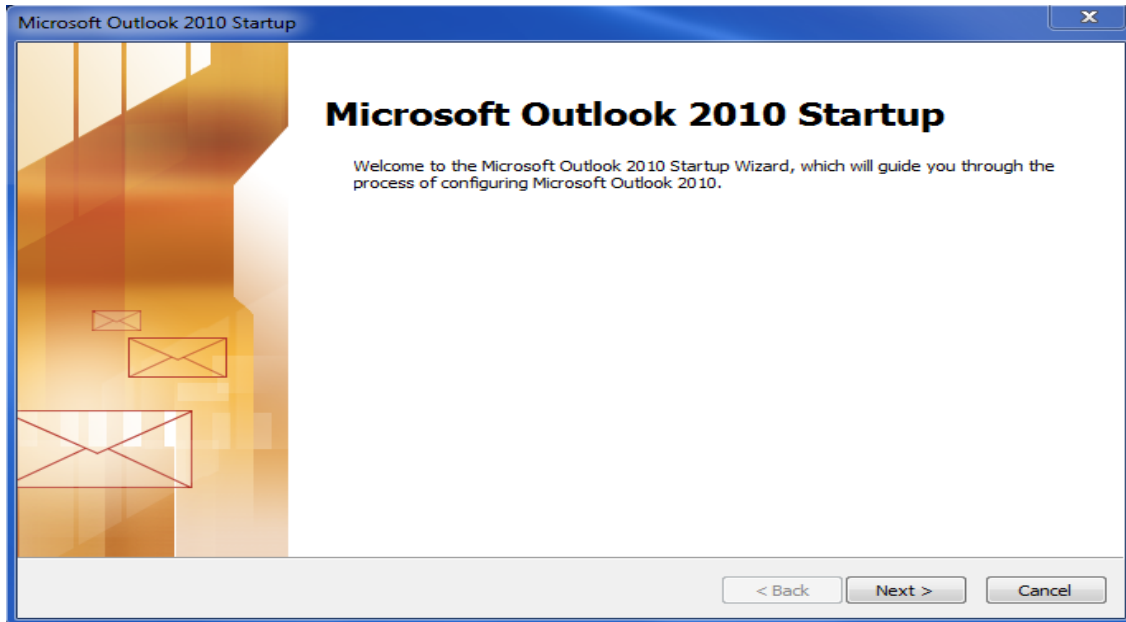 Microsoft Outlook 2010 Startup
Microsoft Outlook 2010 Startup
Welcome to the Microsoft Outlook 2010 Startup Wizard, which will guide you through the
process of configuring Microsoft Outlook 2010.
< Back Next > Cancel